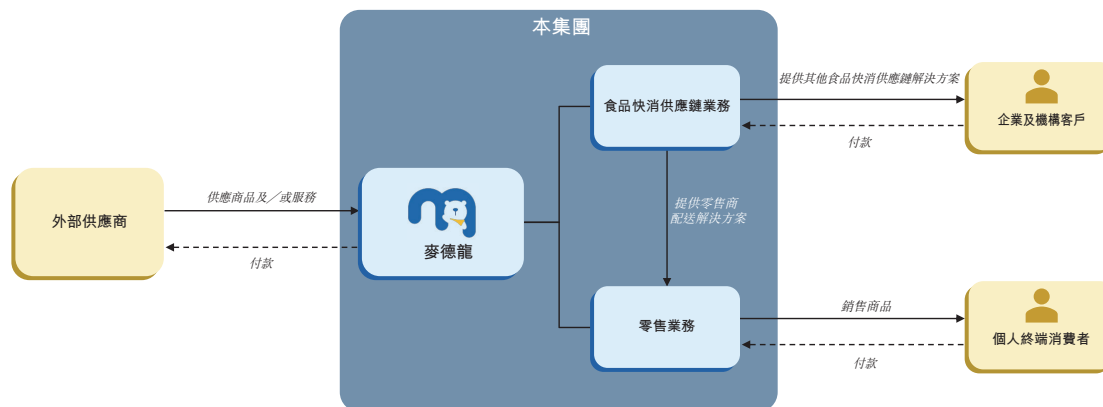 本集團
食品快消供應鏈業務
提供其他食品快消供應鏈解決方案
付款
企業及機構客戶
外部供應商
供應商品及／或服務
付款
麥德龍
提供零售商
配送解決方案
零售業務
銷售商品
付款
個人終端消費者